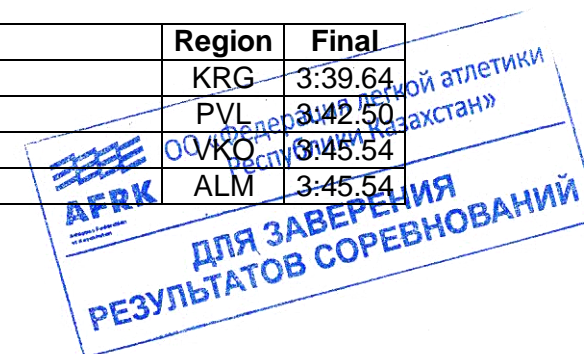 Region Final
KRG 3:39.64
PVL 3:42.50
VKO 3:45.54
ALM 3:45.54
ОО «Федерация легкой атлетики
Республики Казахстан»
AFRK
ДЛЯ ЗАВЕРЕНИЯ
РЕЗУЛЬТАТОВ СОРЕВНОВАНИЙ